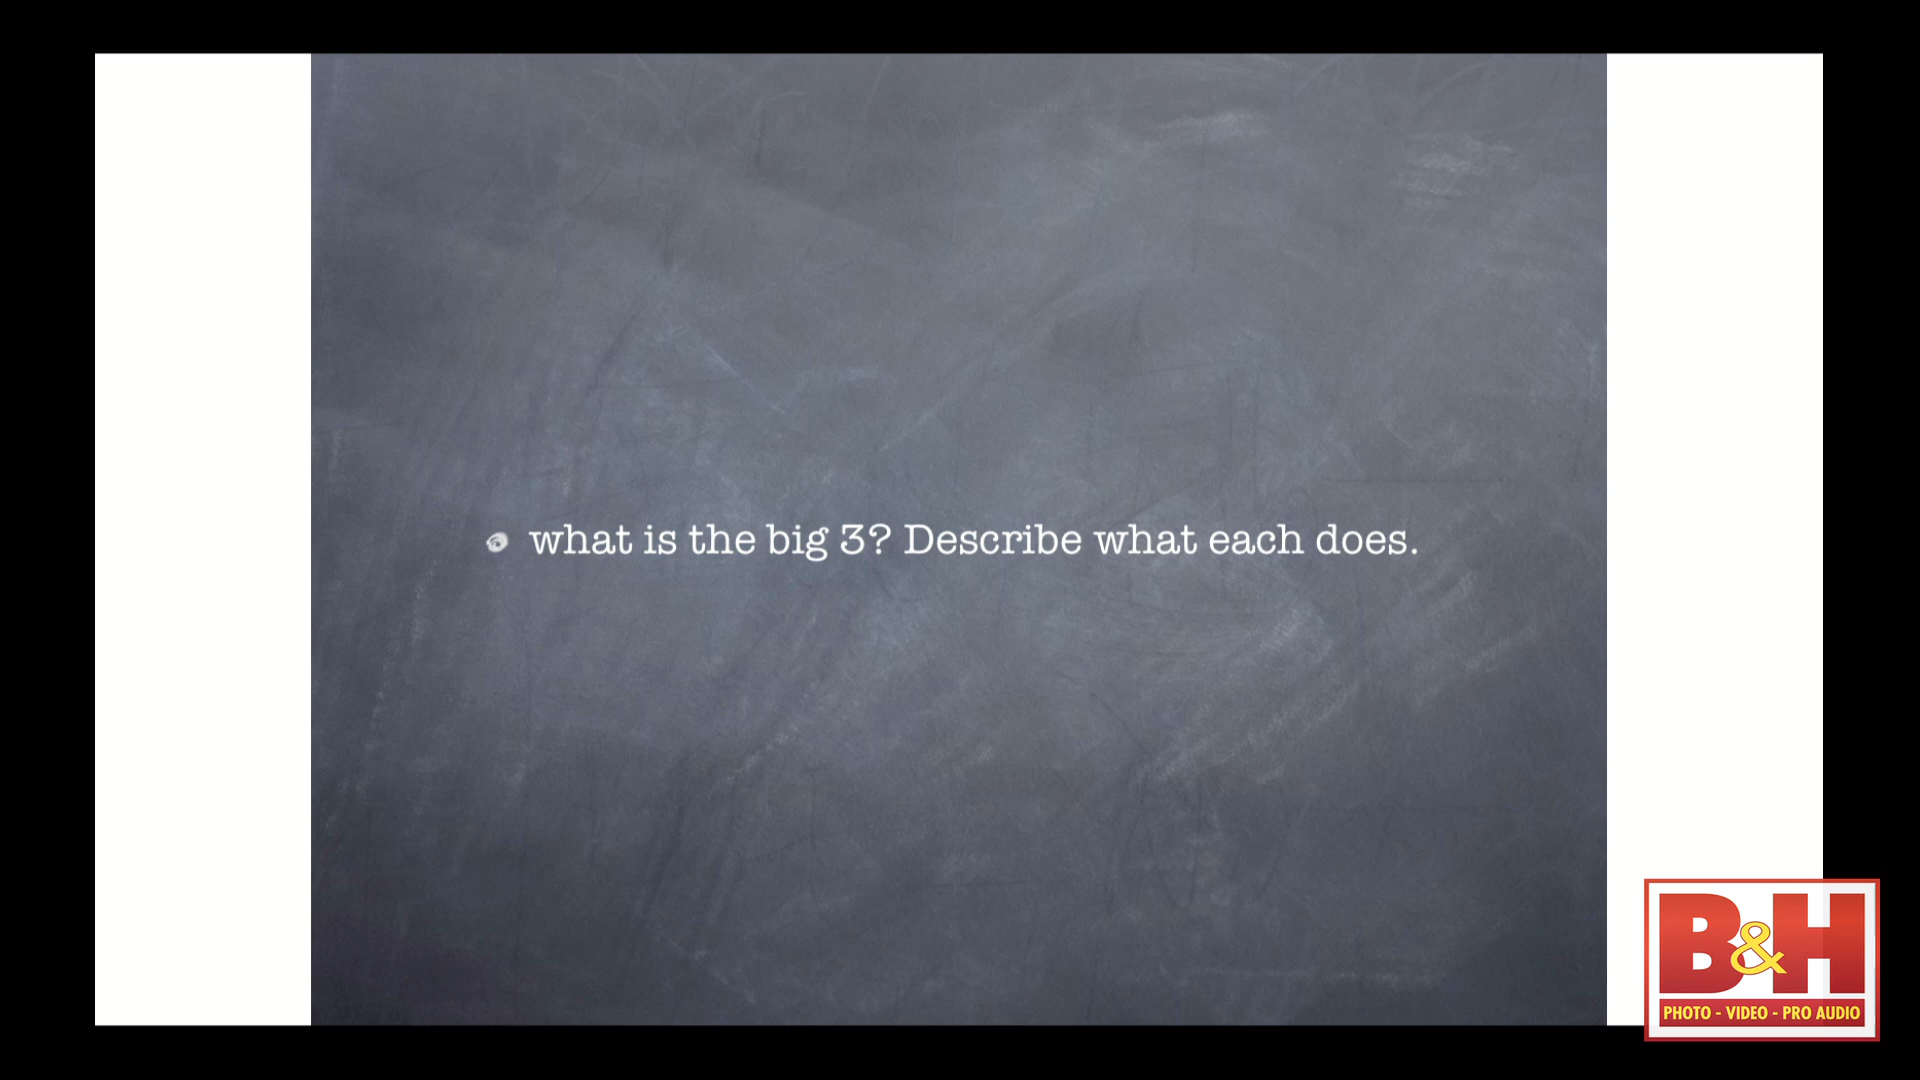 what is the big 3? Describe what each does.
B&H
PHOTO - VIDEO - PRO AUDIO